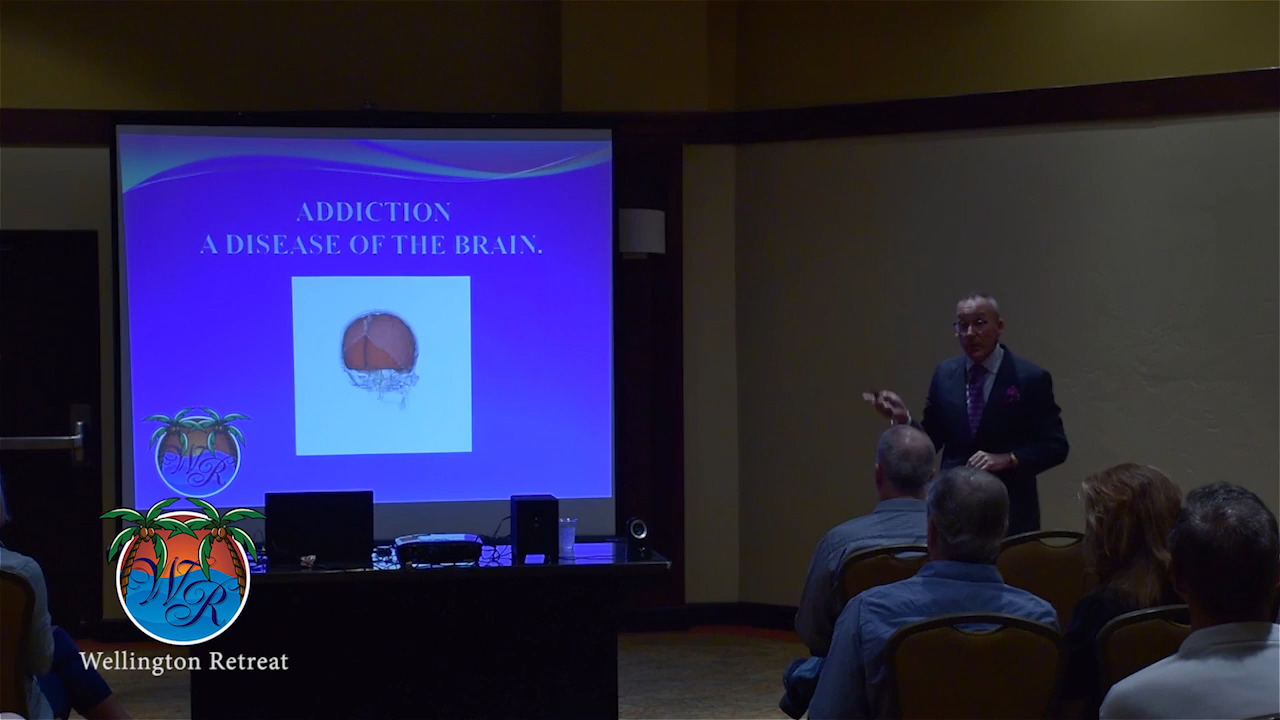 ADDICTION
A DISEASE OF THE BRAIN.
WR
WR
Wellington Retreat